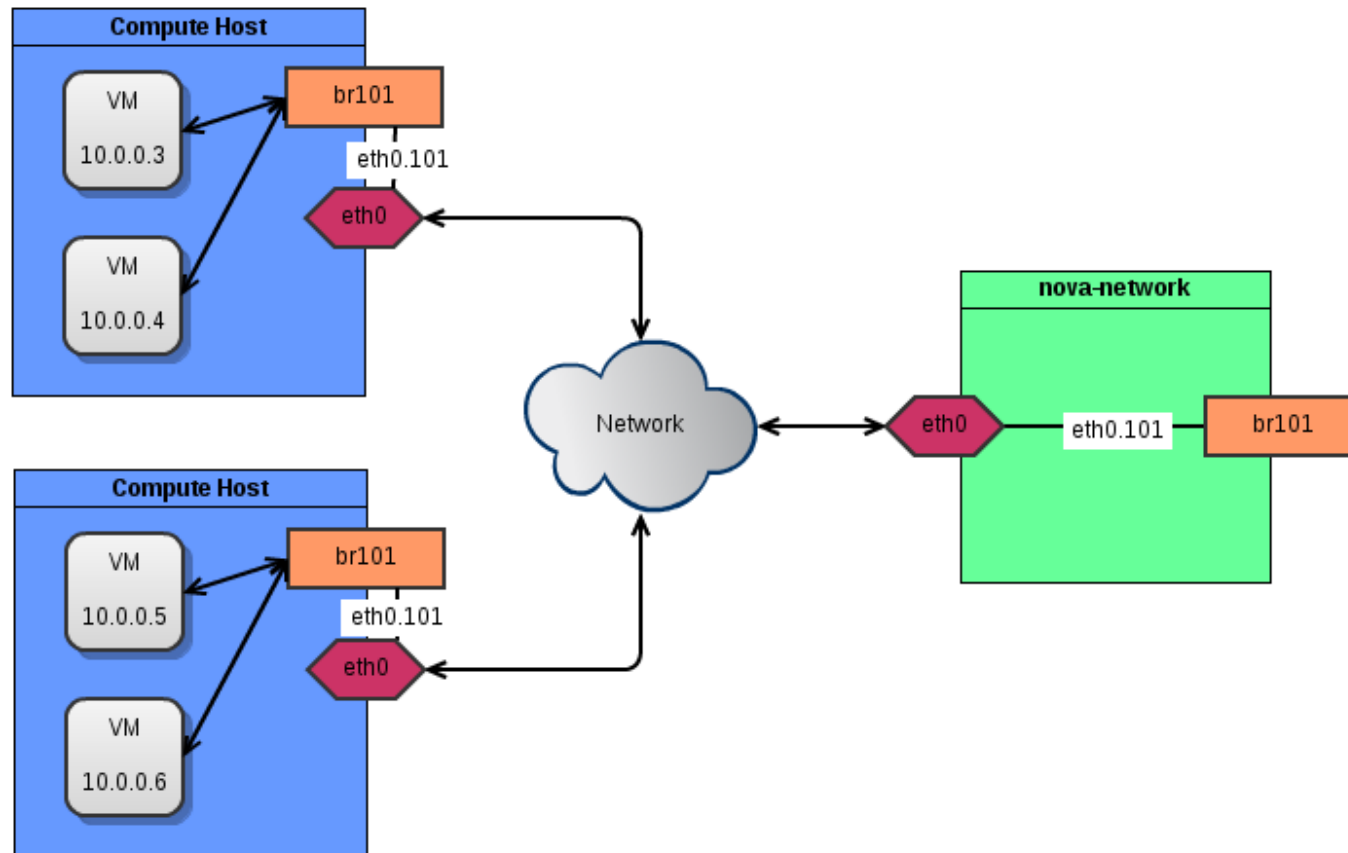 Compute Host
VM
10.0.0.3
VM
10.0.0.4
br101
eth0.101
eth0
Compute Host
VM
10.0.0.5
VM
10.0.0.6
br101
eth0.101
eth0
Network
nova-network
eth0
eth0.101
br101